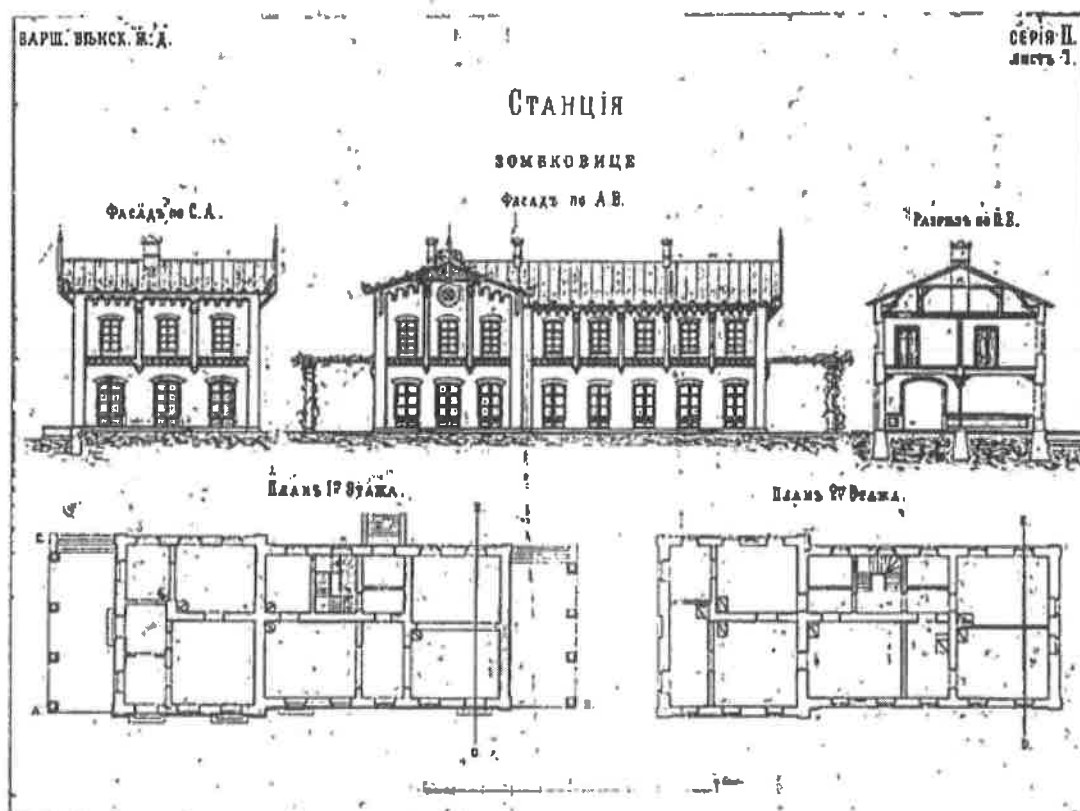 ВАРШ. ВѢНСК. Ж. Д.
СЕРІЯ II.
ЛИСТЪ 1.
СТАНЦІЯ
ЗОМБКОВИЦЕ
ФАСАДЪ по С.А.
ФАСАДЪ по А В.
РАЗРѢЗЪ по
ПЛАНЪ 1го ЭТАЖА.
ПЛАНЪ 2го ЭТАЖА.
А.
В.